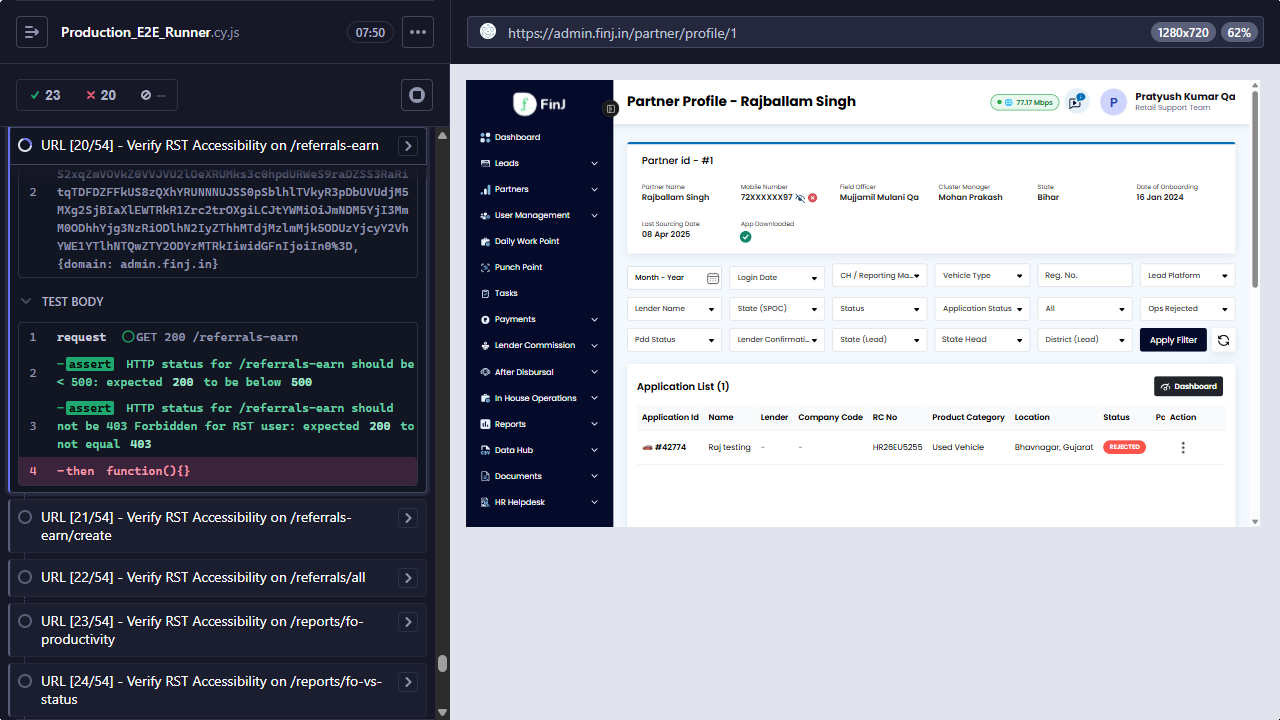 Production_E2E_Runner.cy.js
07:50
https://admin.finj.in/partner/profile/1
1280x720
62%
23
20
--
URL [20/54] - Verify RST Accessibility on /referrals-earn
2
MXg2SjBIaXlEWTRkR1Zrc2trOXgilCJtYWMiOiJmNDM5YjI3Mm
{domain: admin.finj.in}
TEST BODY
1 request GET 200 /referrals-earn
2 -assert HTTP status for /referrals-earn should be
< 500: expected 200 to be below 500
3 -assert HTTP status for /referrals-earn should
not be 403 Forbidden for RST user: expected 200 to
not equal 403
4 -then function(){}
URL [21/54] - Verify RST Accessibility on /referrals-
earn/create
URL [22/54] - Verify RST Accessibility on /referrals/all
URL [23/54] - Verify RST Accessibility on /reports/fo-
productivity
URL [24/54] - Verify RST Accessibility on /reports/fo-vs-
status
FinJ
Dashboard
Leads
Partners
User Management
Daily Work Point
Punch Point
Tasks
Payments
Lender Commission
After Disbursal
In House Operations
Reports
Data Hub
Documents
HR Helpdesk
Partner Profile - Rajballam Singh
77.17 Mbps
P
Pratyush Kumar Qa
Retail Support Team
Partner id - #1
Partner Name Mobile Number Field Officer Cluster Manager State Date of Onboarding
Rajballam Singh 72XXXXXX97 Mujjamil Mulani Qa Mohan Prakash Bihar 16 Jan 2024
Last Sourcing Date App Downloaded
08 Apr 2025
Month - Year Login Date CH / Reporting Ma... Vehicle Type Reg. No. Lead Platform
Lender Name State (SPOC) Status Application Status All Ops Rejected
Pdd Status Lender Confirmati... State (Lead) State Head District (Lead) Apply Filter
Application List (1)
Dashboard
Application Id Name Lender Company Code RC No Product Category Location Status Pc Action
#42774 Raj testing - - HR26EU5255 Used Vehicle Bhavnagar, Gujarat REJECTED